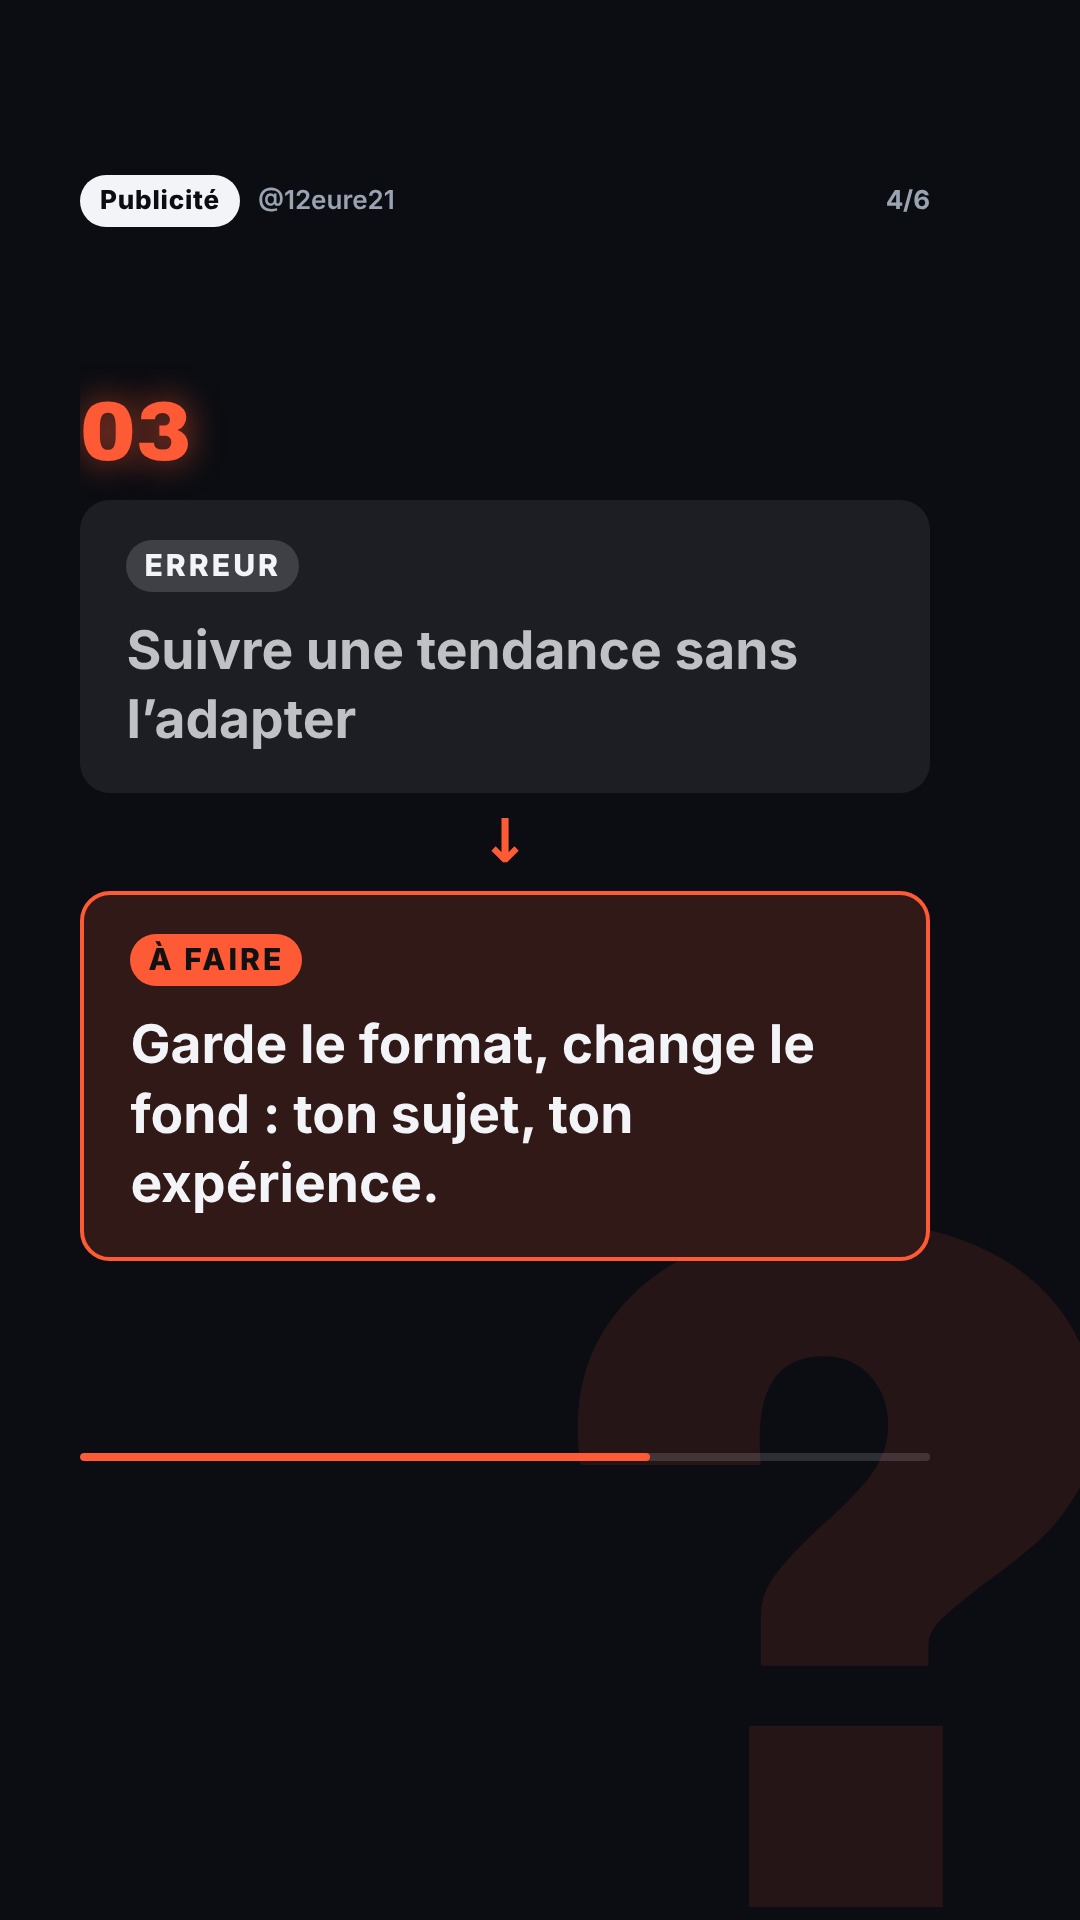 Publicité @12eure21 4/6
03
ERREUR
Suivre une tendance sans
l’adapter
↓
À FAIRE
Garde le format, change le
fond : ton sujet, ton
expérience.
?